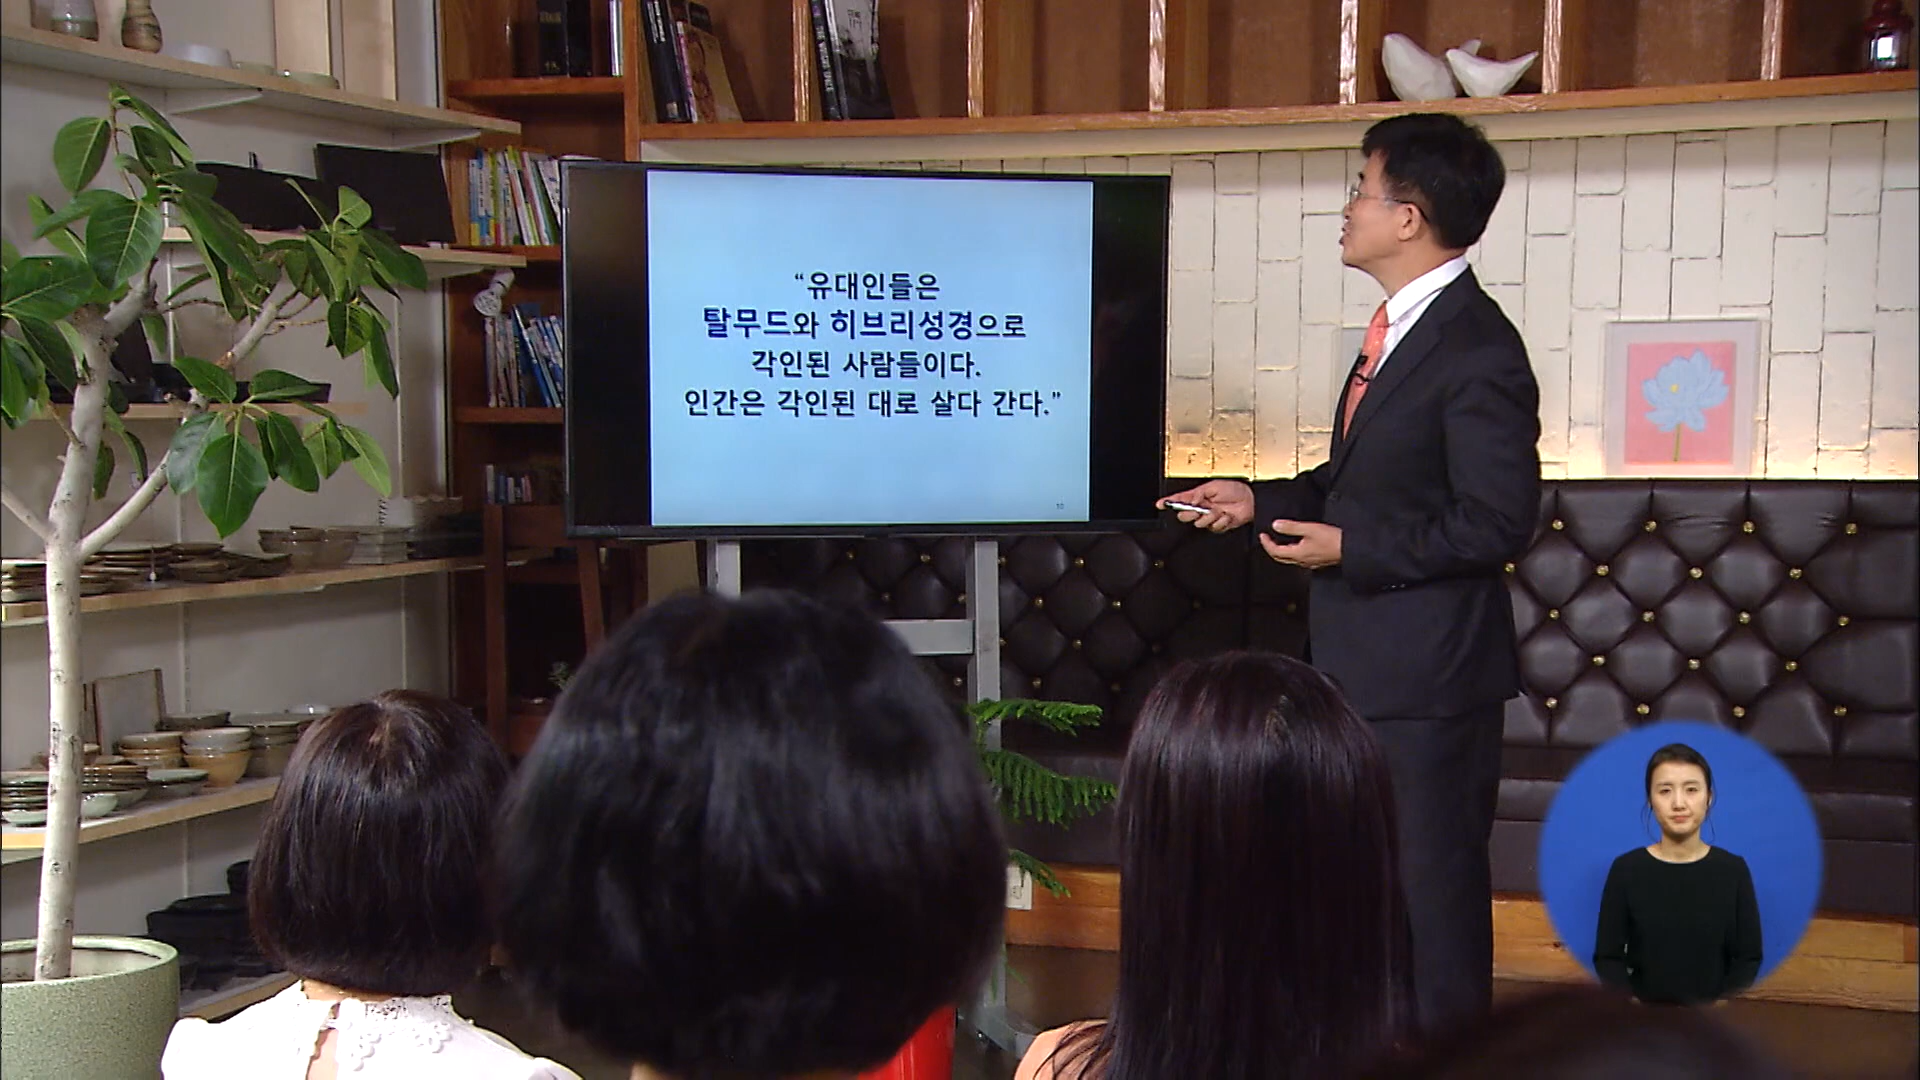 “유대인들은
탈무드와 히브리성경으로
각인된 사람들이다.
인간은 각인된 대로 살다 간다.”
10